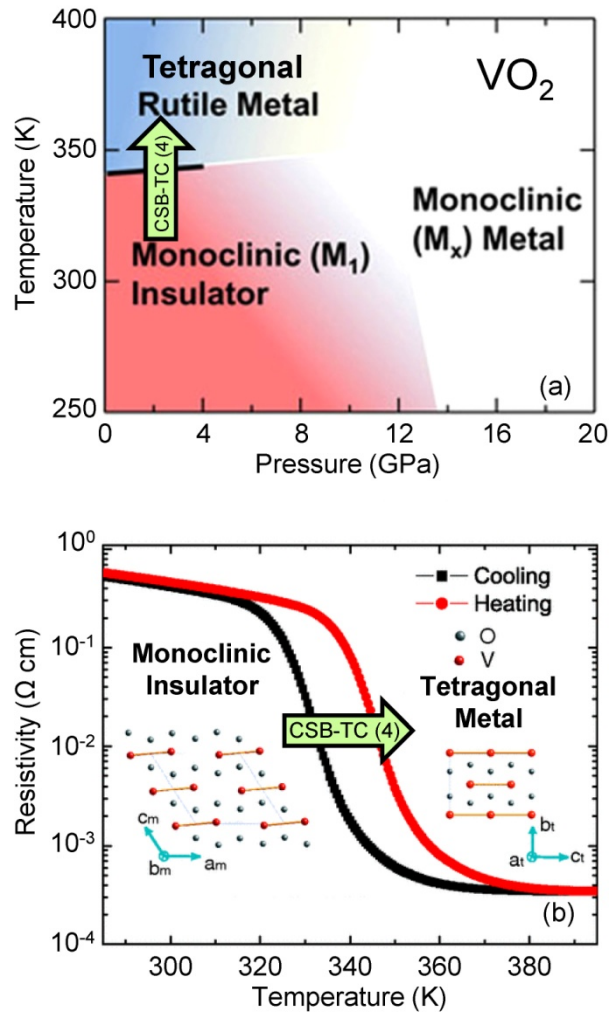 400
350
300
250
Temperature (K)
Tetragonal
Rutile Metal
VO₂
CSB-TC (4)
Monoclinic
(Mₓ) Metal
Monoclinic (M₁)
Insulator
(a)
0 4 8 12 16 20
Pressure (GPa)
10⁰
10⁻¹
10⁻²
10⁻³
10⁻⁴
Resistivity (Ω cm)
Cooling
Heating
O
V
Monoclinic
Insulator
Tetragonal
Metal
CSB-TC (4)
cₘ
bₘ
aₘ
bₜ
aₜ
cₜ
(b)
300 320 340 360 380
Temperature (K)